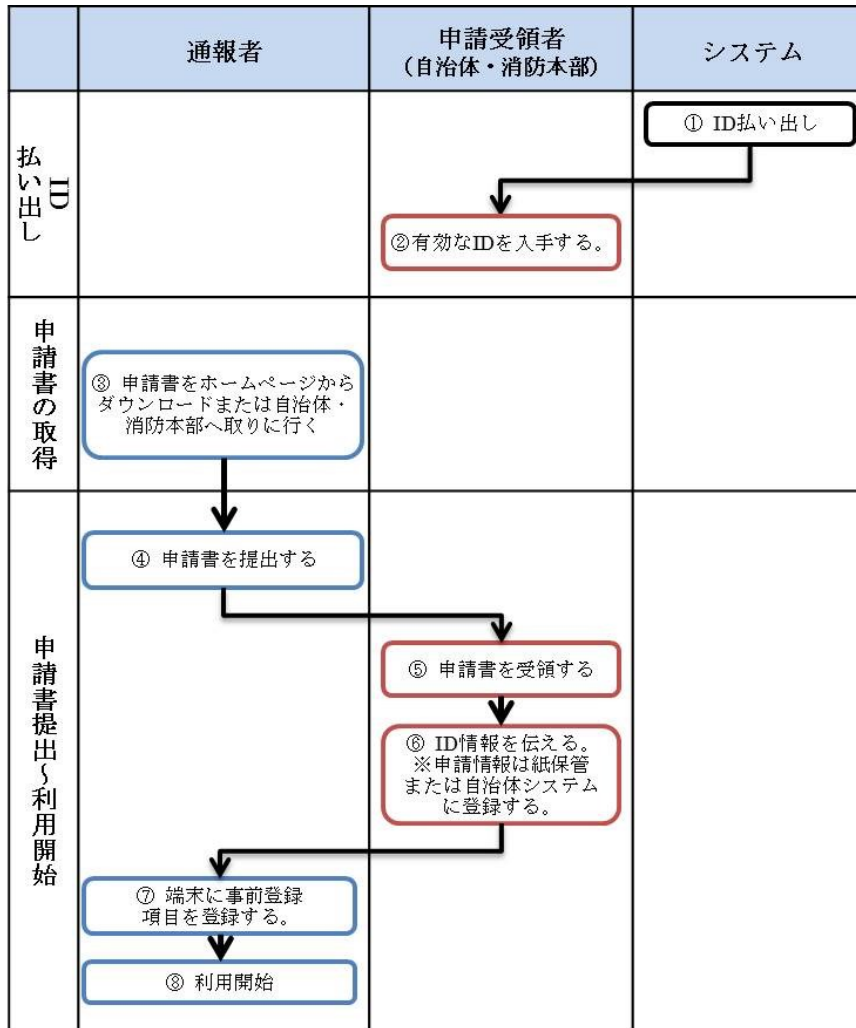 通報者
申請受領者
(自治体・消防本部)
システム
ID
払い出し
① ID払い出し
②有効なIDを入手する。
申請書の取得
③ 申請書をホームページから
ダウンロードまたは自治体・
消防本部へ取りに行く
申請書提出～利用開始
④ 申請書を提出する
⑤ 申請書を受領する
⑥ ID情報を伝える。
※申請情報は紙保管
または自治体システム
に登録する。
⑦ 端末に事前登録
項目を登録する。
⑧ 利用開始